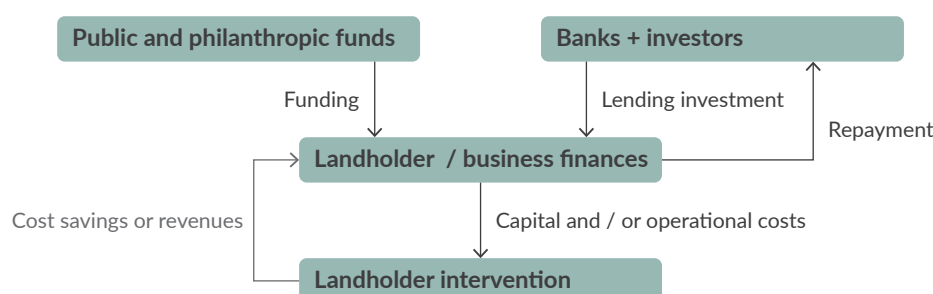 Public and philanthropic funds
Banks + investors
Funding
Lending investment
Repayment
Landholder / business finances
Cost savings or revenues
Capital and / or operational costs
Landholder intervention